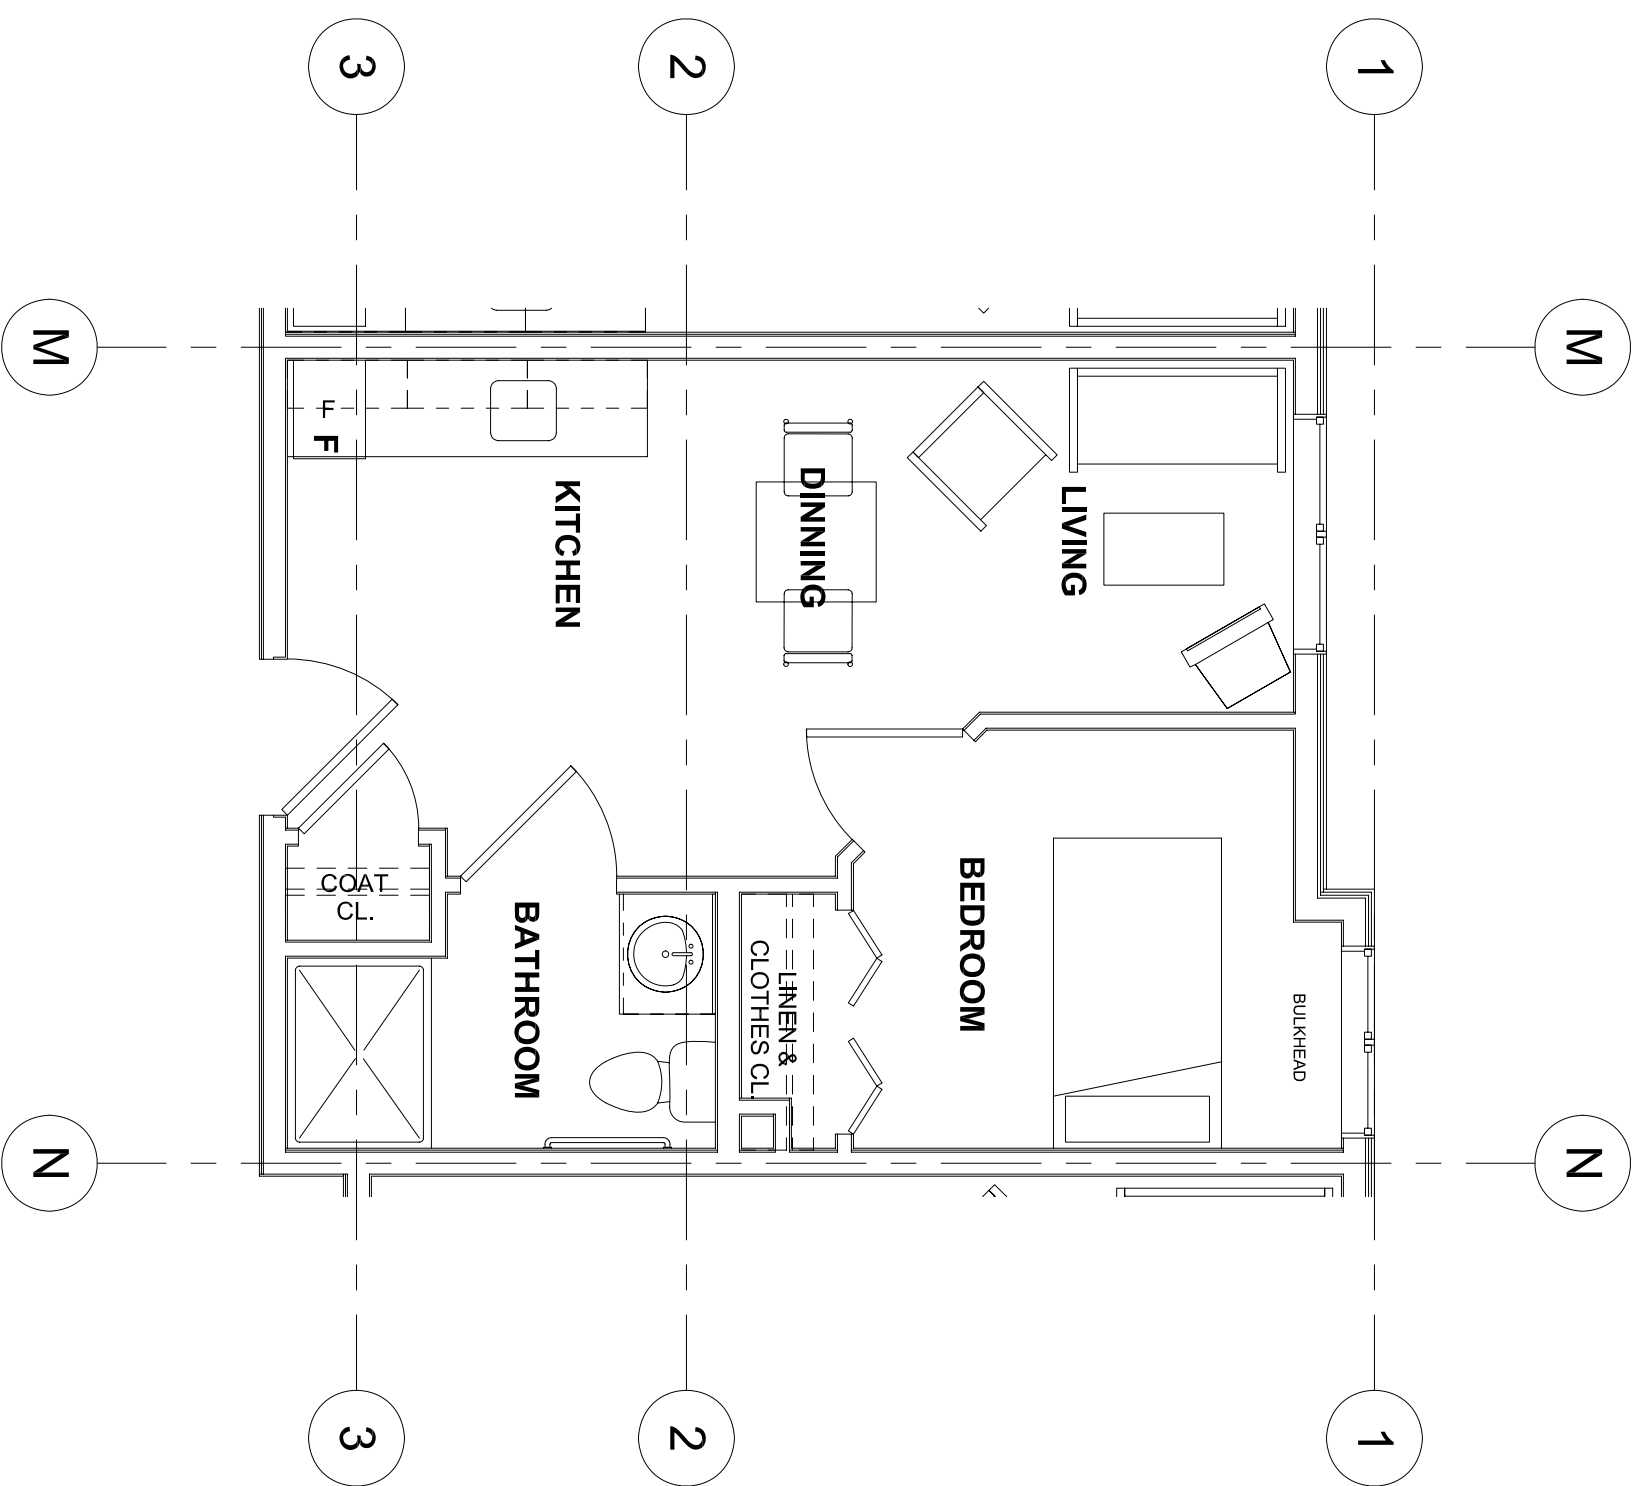 3
2
1
M
M
F
F
KITCHEN
DINNING
LIVING
COAT
CL.
BATHROOM
LINEN &
CLOTHES CL.
BEDROOM
BULKHEAD
N
N
3
2
1